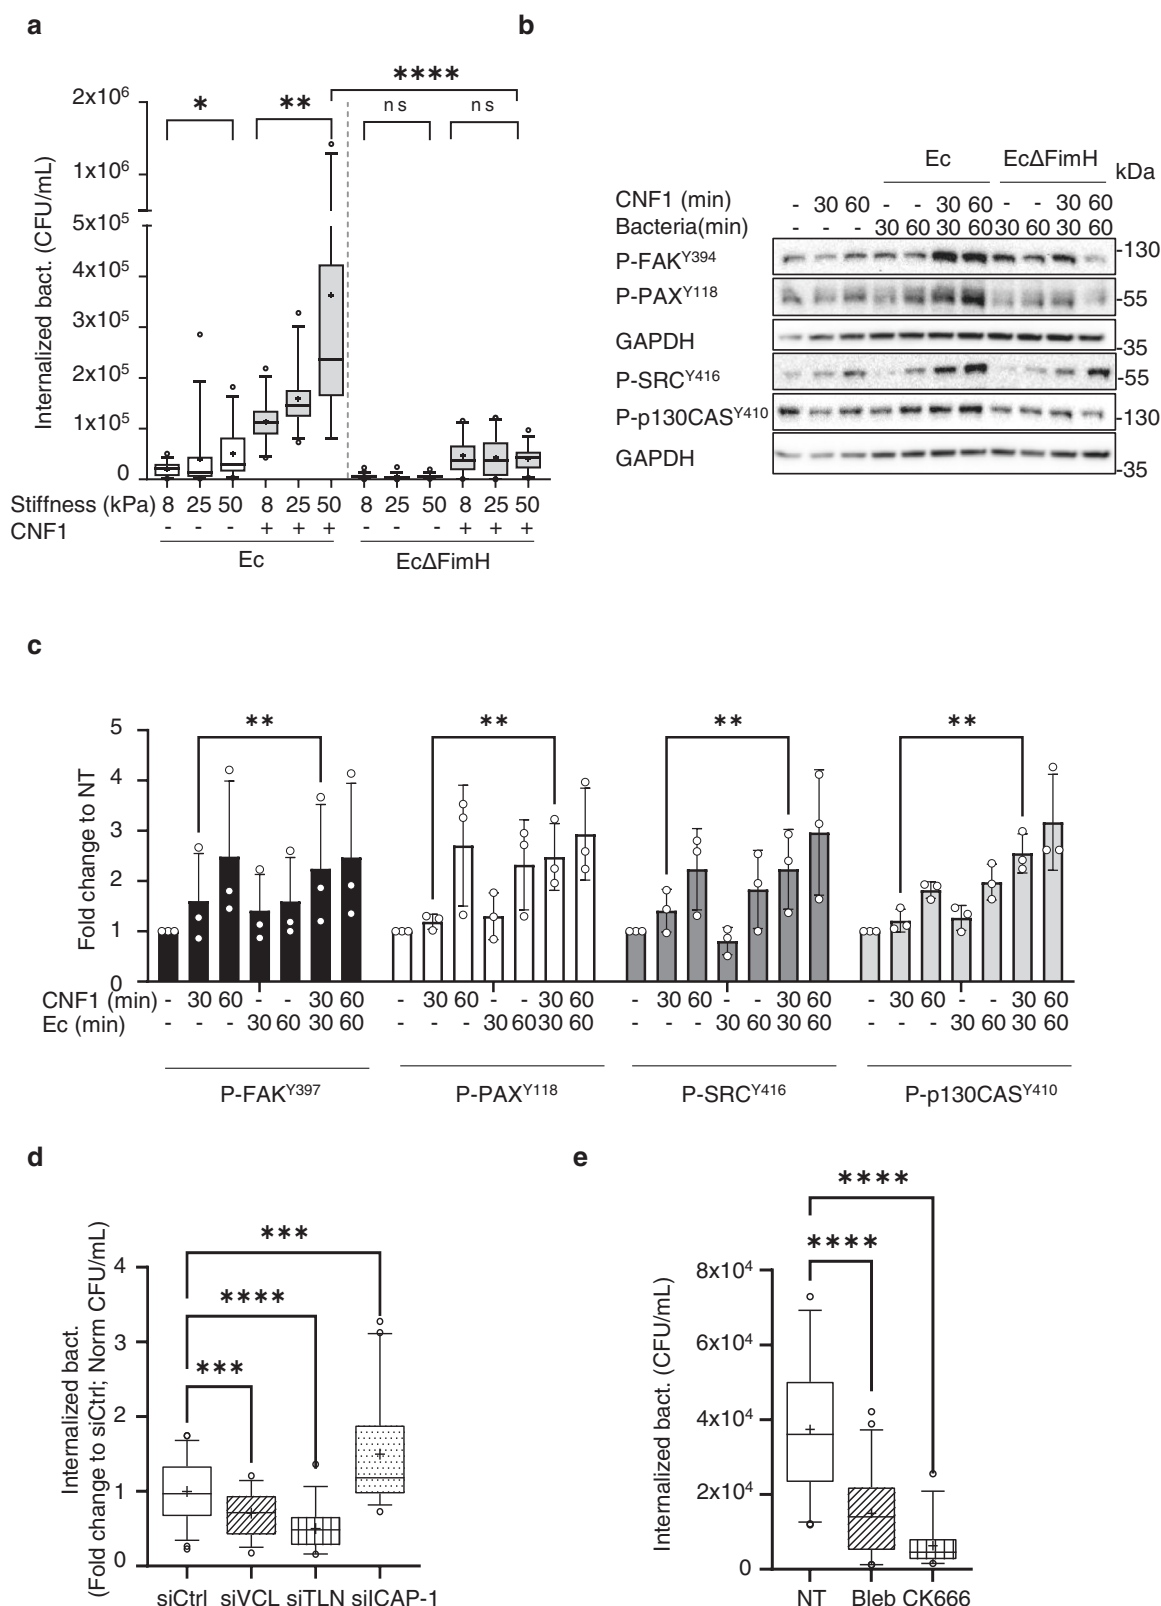 a
Internalized bact. (CFU/mL)
2x10⁶
1x10⁶
5x10⁵
4x10⁵
3x10⁵
2x10⁵
1x10⁵
0
* ** **** ns ns
Stiffness (kPa) 8 25 50 8 25 50 8 25 50 8 25 50
CNF1 - - - + + + - - - + + +
Ec EcΔFimH
b
Ec EcΔFimH kDa
CNF1 (min) - 30 60 - - 30 60 - - 30 60
Bacteria(min) - - - 30 60 30 60 30 60 30 60
P-FAKY394 -130
P-PAXY118 -55
GAPDH -35
P-SRCY416 -55
P-p130CASY410 -130
GAPDH -35
c
Fold change to NT
5
4
3
2
1
0
** ** ** **
CNF1 (min) - 30 60 - - 30 60 - 30 60 - - 30 60 - 30 60 - - 30 60 - 30 60 - - 30 60
Ec (min) - - - 30 60 30 60 - - - 30 60 30 60 - - - 30 60 30 60 - - - 30 60 30 60
P-FAKY397 P-PAXY118 P-SRCY416 P-p130CASY410
d
Internalized bact.
(Fold change to siCtrl; Norm CFU/mL)
4
3
2
1
0
***
****
***
siCtrl siVCL siTLN siICAP-1
e
Internalized bact. (CFU/mL)
8x10⁴
6x10⁴
4x10⁴
2x10⁴
0
****
****
NT Bleb CK666